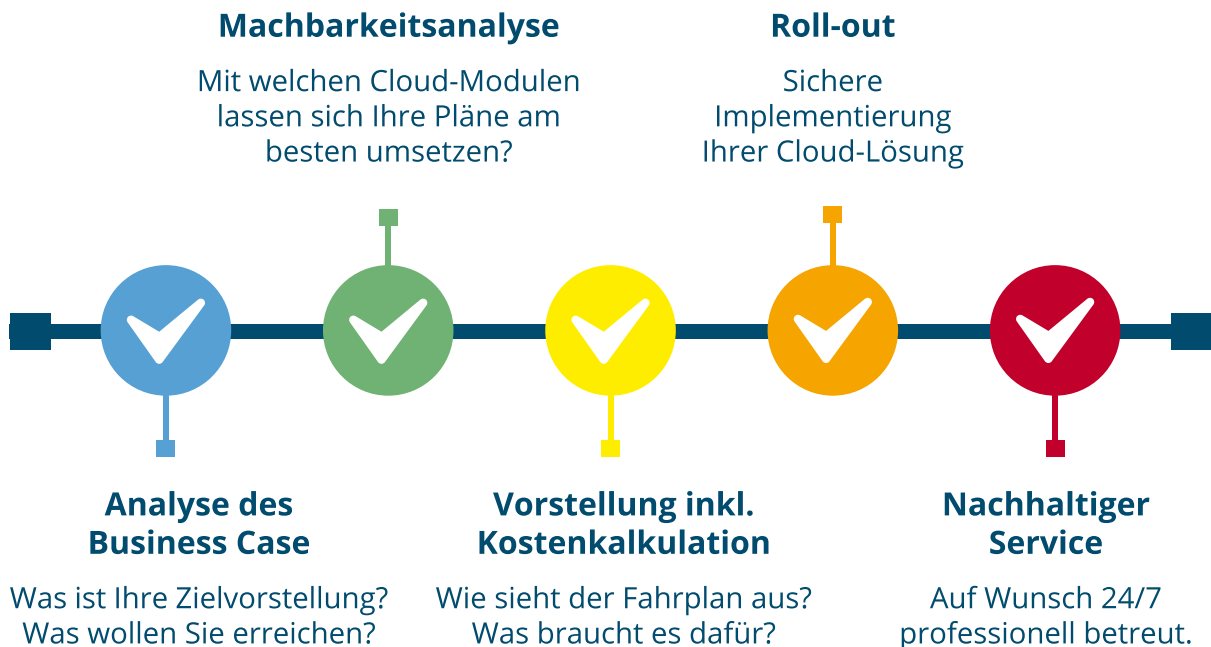 Machbarkeitsanalyse
Mit welchen Cloud-Modulen
lassen sich Ihre Pläne am
besten umsetzen?
Roll-out
Sichere
Implementierung
Ihrer Cloud-Lösung
Analyse des
Business Case
Was ist Ihre Zielvorstellung?
Was wollen Sie erreichen?
Vorstellung inkl.
Kostenkalkulation
Wie sieht der Fahrplan aus?
Was braucht es dafür?
Nachhaltiger
Service
Auf Wunsch 24/7
professionell betreut.